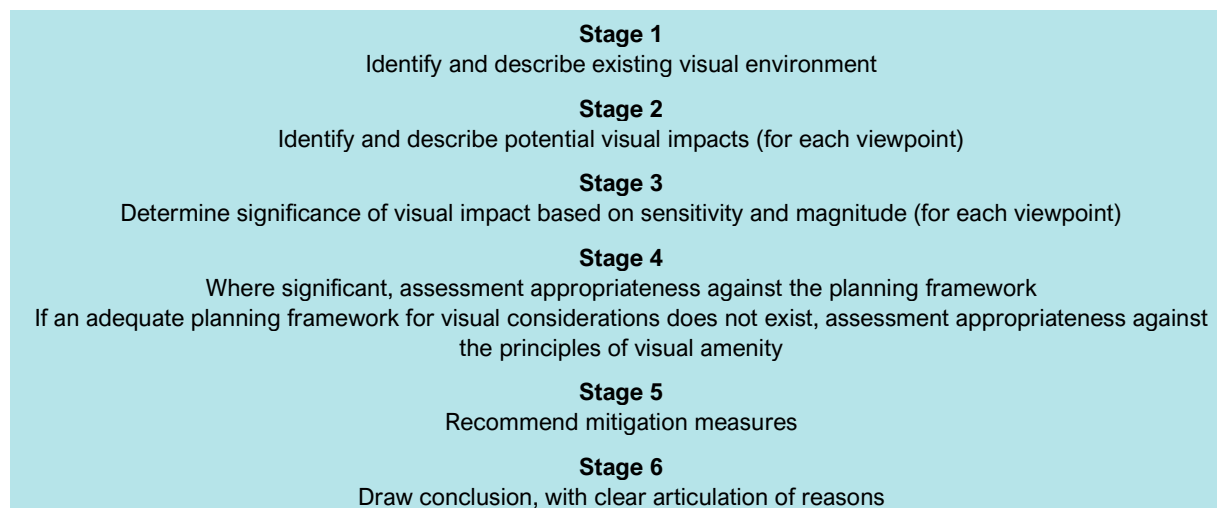 Stage 1
Identify and describe existing visual environment
Stage 2
Identify and describe potential visual impacts (for each viewpoint)
Stage 3
Determine significance of visual impact based on sensitivity and magnitude (for each viewpoint)
Stage 4
Where significant, assessment appropriateness against the planning framework
If an adequate planning framework for visual considerations does not exist, assessment appropriateness against
the principles of visual amenity
Stage 5
Recommend mitigation measures
Stage 6
Draw conclusion, with clear articulation of reasons